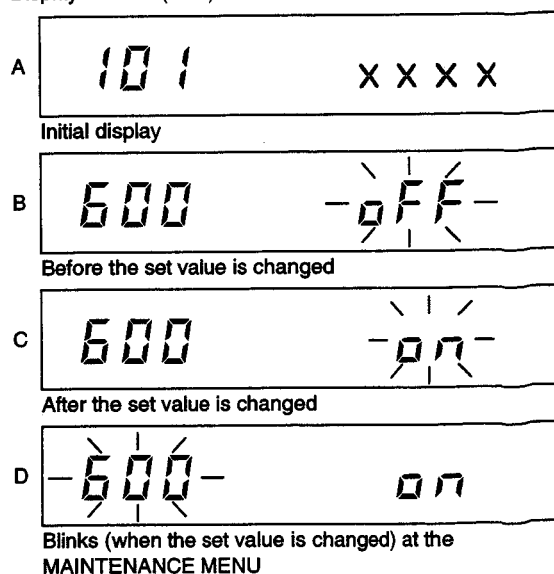 A 101 x x x x
Initial display
B 600 oFF
Before the set value is changed
C 600 on
After the set value is changed
D 600 on
Blinks (when the set value is changed) at the
MAINTENANCE MENU